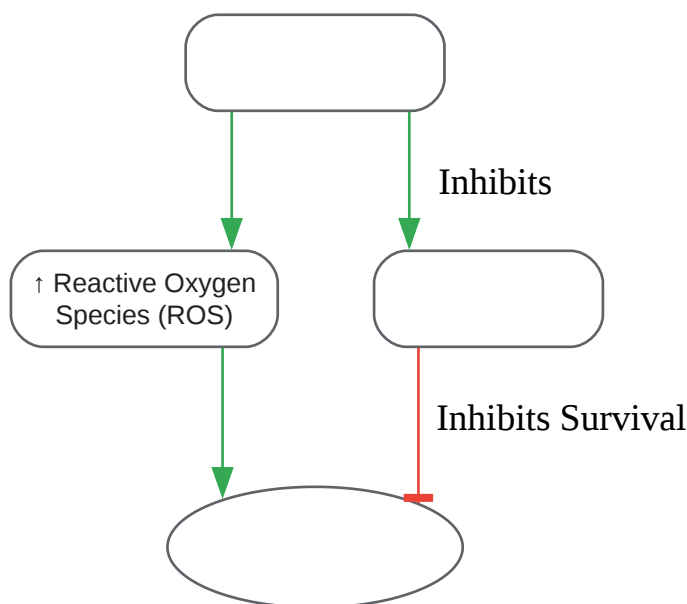 Inhibits
↑ Reactive Oxygen
Species (ROS)
Inhibits Survival